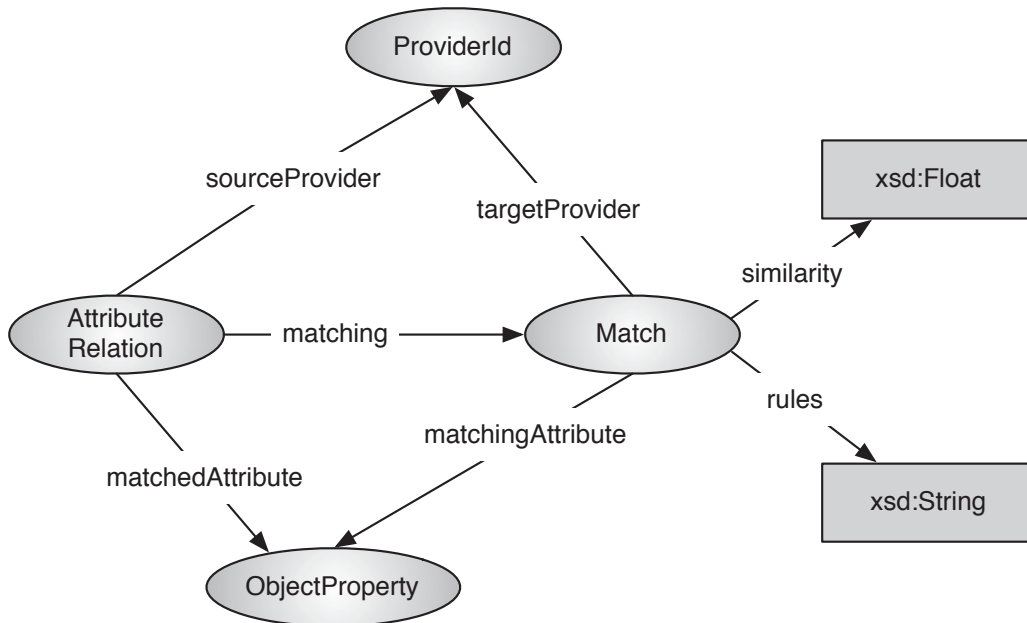 ProviderId
sourceProvider
xsd:Float
targetProvider
similarity
Attribute
Relation
matching
Match
rules
matchingAttribute
matchedAttribute
xsd:String
ObjectProperty